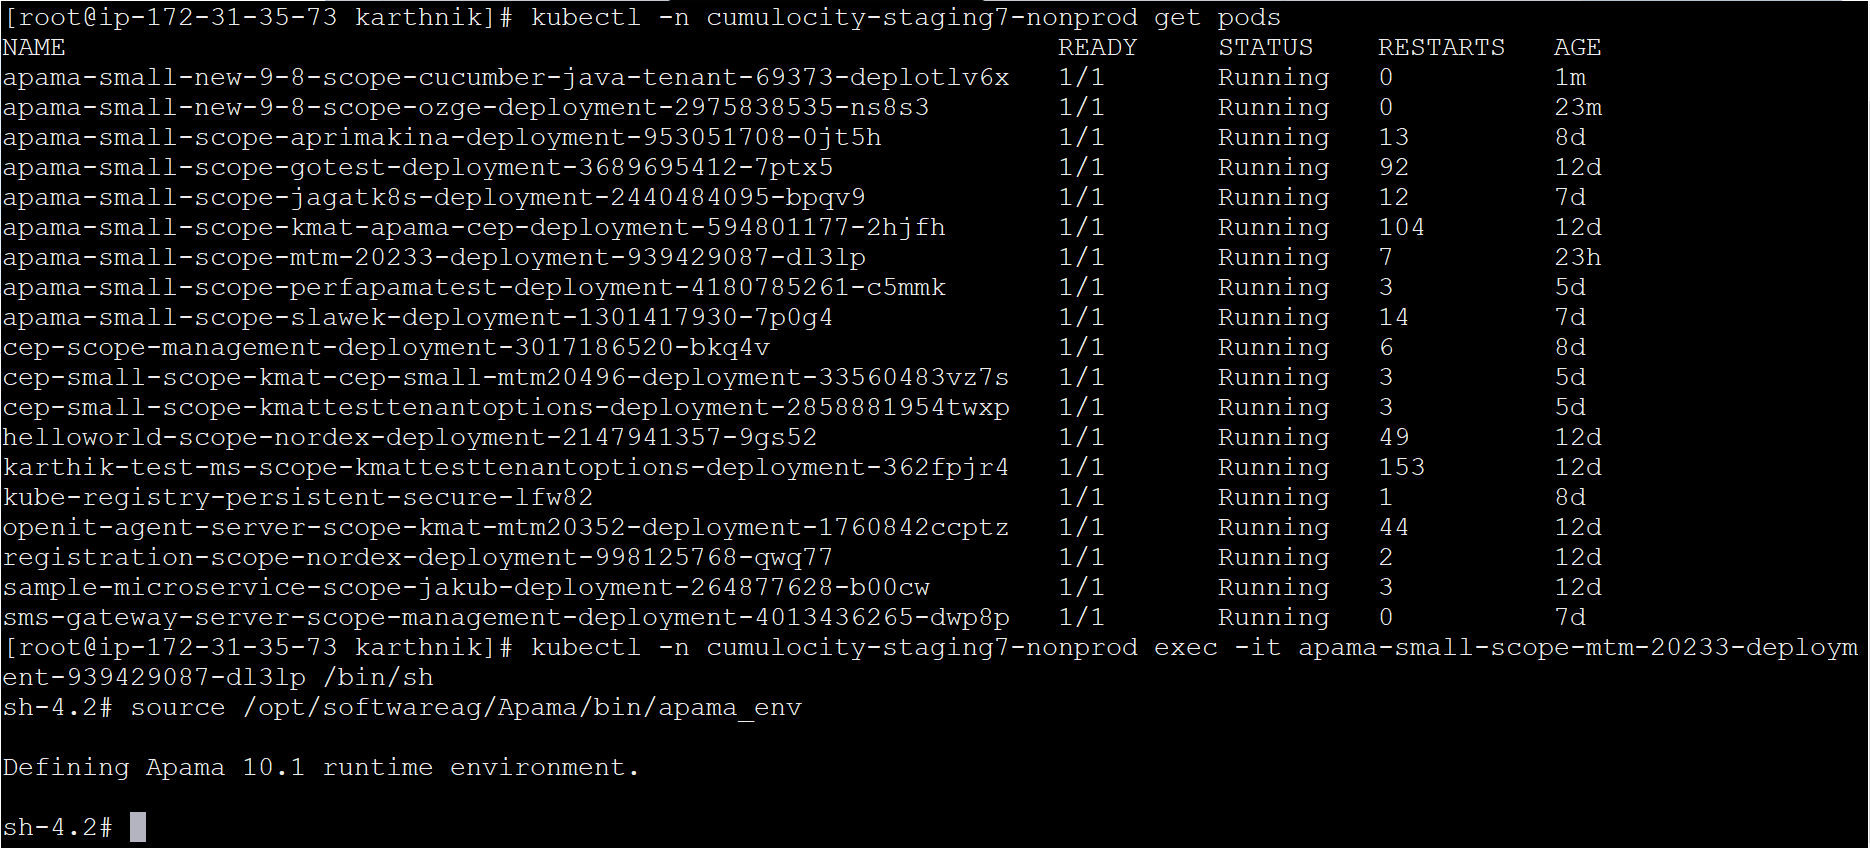 [root@ip-172-31-35-73 karthnik]# kubectl -n cumulocity-staging7-nonprod get pods
NAME READY STATUS RESTARTS AGE
apama-small-new-9-8-scope-cucumber-java-tenant-69373-deplotlv6x 1/1 Running 0 1m
apama-small-new-9-8-scope-ozge-deployment-2975838535-ns8s3 1/1 Running 0 23m
apama-small-scope-aprimakina-deployment-953051708-0jt5h 1/1 Running 13 8d
apama-small-scope-gotest-deployment-3689695412-7ptx5 1/1 Running 92 12d
apama-small-scope-jagatk8s-deployment-2440484095-bpqv9 1/1 Running 12 7d
apama-small-scope-kmat-apama-cep-deployment-594801177-2hjfh 1/1 Running 104 12d
apama-small-scope-mtm-20233-deployment-939429087-dl3lp 1/1 Running 7 23h
apama-small-scope-perfapamatest-deployment-4180785261-c5mmk 1/1 Running 3 5d
apama-small-scope-slawek-deployment-1301417930-7p0g4 1/1 Running 14 7d
cep-scope-management-deployment-3017186520-bkq4v 1/1 Running 6 8d
cep-small-scope-kmat-cep-small-mtm20496-deployment-33560483vz7s 1/1 Running 3 5d
cep-small-scope-kmattesttenantoptions-deployment-2858881954twxp 1/1 Running 3 5d
helloworld-scope-nordex-deployment-2147941357-9gs52 1/1 Running 49 12d
karthik-test-ms-scope-kmattesttenantoptions-deployment-362fpjr4 1/1 Running 153 12d
kube-registry-persistent-secure-lfw82 1/1 Running 1 8d
openit-agent-server-scope-kmat-mtm20352-deployment-1760842ccptz 1/1 Running 44 12d
registration-scope-nordex-deployment-998125768-qwq77 1/1 Running 2 12d
sample-microservice-scope-jakub-deployment-264877628-b00cw 1/1 Running 3 12d
sms-gateway-server-scope-management-deployment-4013436265-dwp8p 1/1 Running 0 7d
[root@ip-172-31-35-73 karthnik]# kubectl -n cumulocity-staging7-nonprod exec -it apama-small-scope-mtm-20233-deploym
ent-939429087-dl3lp /bin/sh
sh-4.2# source /opt/softwareag/Apama/bin/apama_env
Defining Apama 10.1 runtime environment.
sh-4.2#